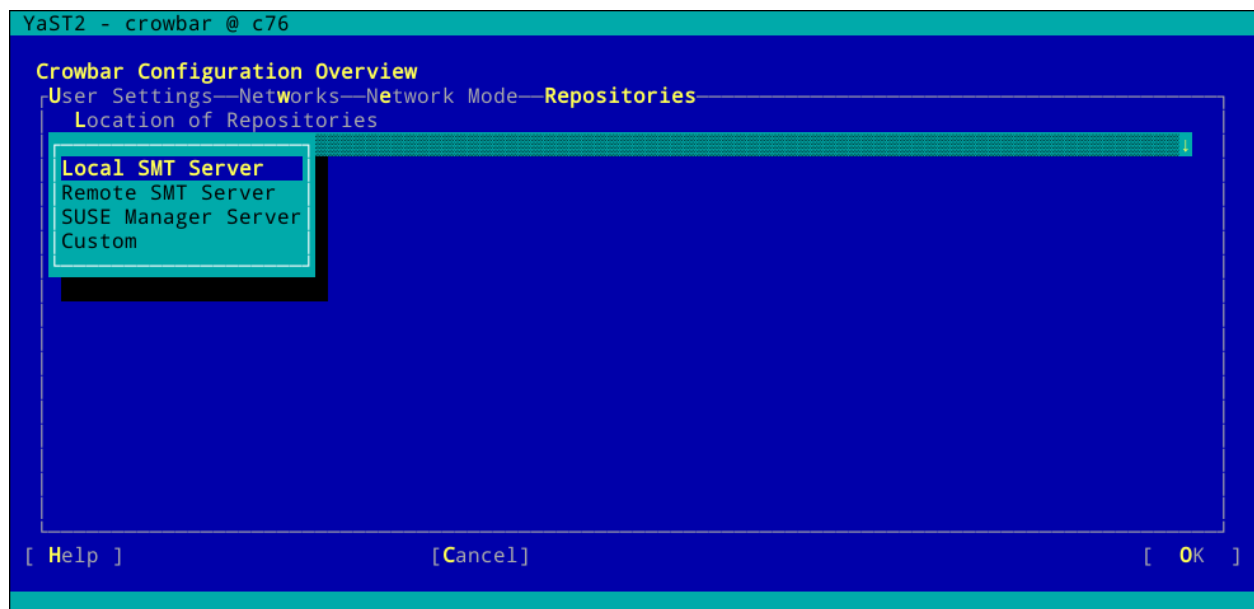 YaST2 - crowbar @ c76
Crowbar Configuration Overview
User Settings Networks Network Mode Repositories
Location of Repositories
Local SMT Server
Remote SMT Server
SUSE Manager Server
Custom
[ Help ] [Cancel] [ OK ]